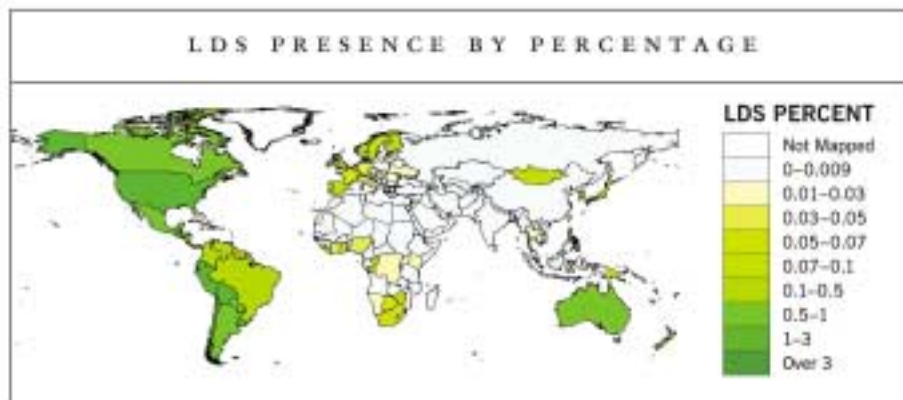 LDS PRESENCE BY PERCENTAGE
LDS PERCENT
Not Mapped
0–0.009
0.01–0.03
0.03–0.05
0.05–0.07
0.07–0.1
0.1–0.5
0.5–1
1–3
Over 3